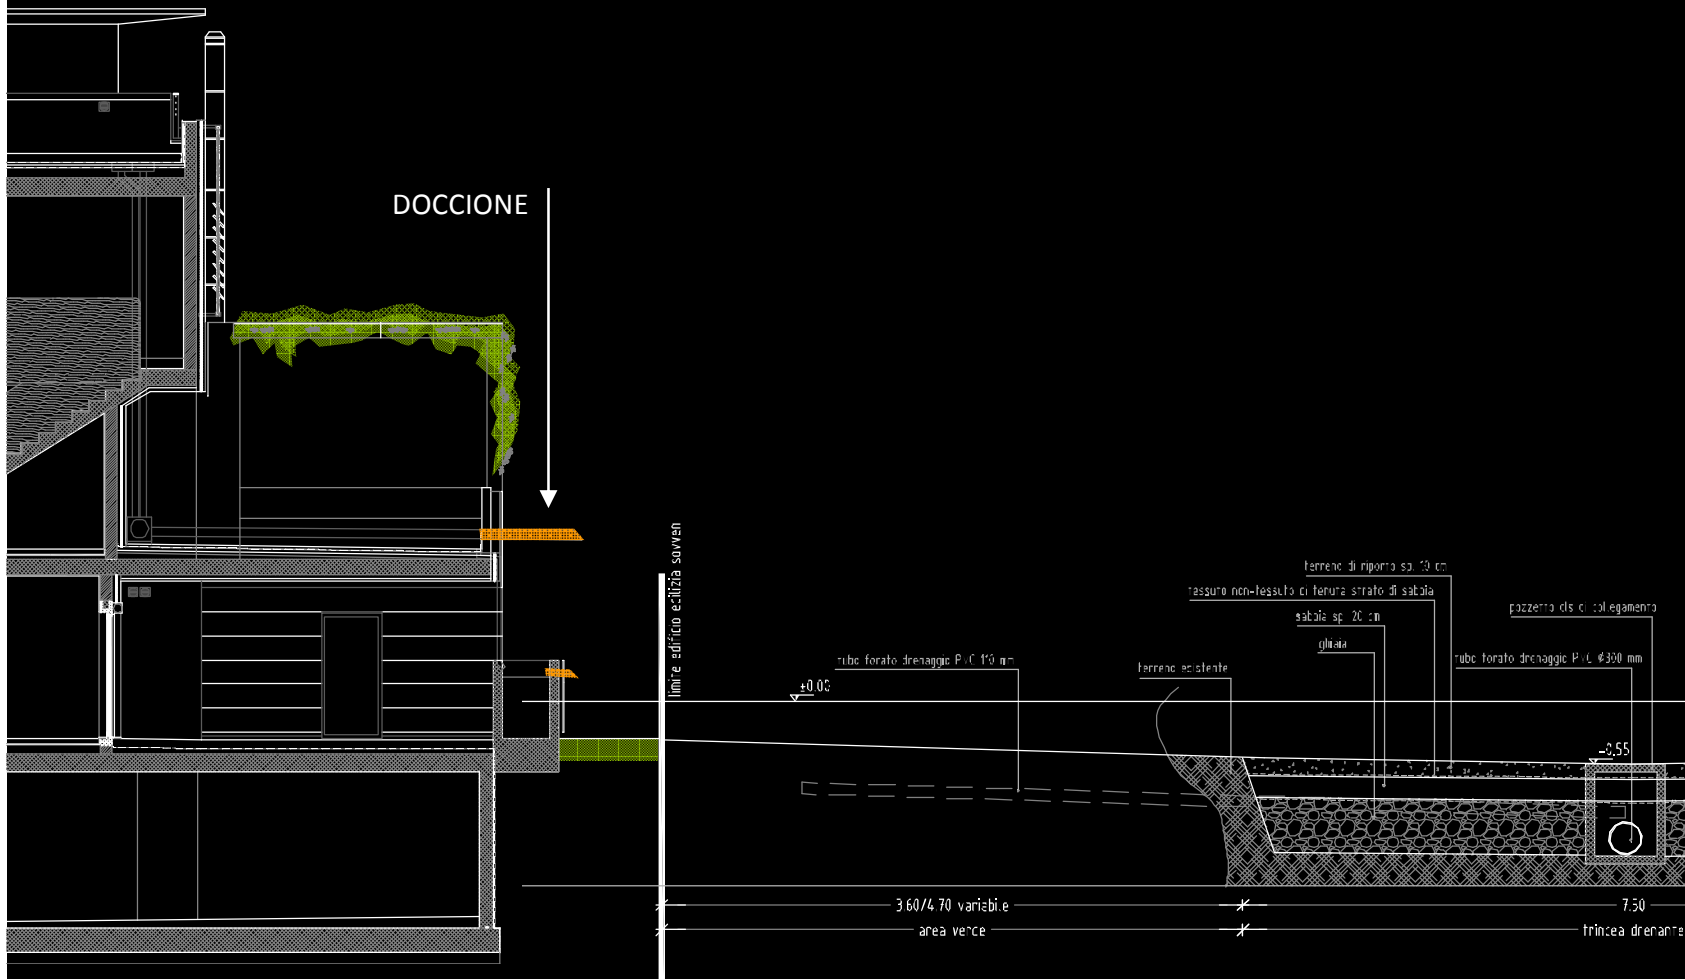 DOCCIONE
limite edificio edilizia sovven
terreno di riporto sp. 10 cm
tessuto non-tessuto di tenuta strato di sabbia
sabbia sp. 20 cm
ghiaia
pozzetto cls di collegamento
tubo forato drenaggio PVC 110 mm
terreno esistente
tubo forato drenaggio PVC Ø300 mm
±0.00
-0.55
3.60/4.70 variabile
7.50
area verde
trincea drenante